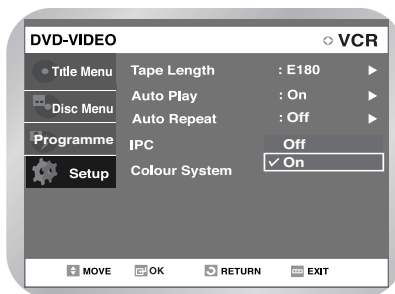 DVD-VIDEO VCR
Title Menu
Disc Menu
Programme
Setup
Tape Length : E180
Auto Play : On
Auto Repeat : Off
IPC Off
✓ On
Colour System
MOVE OK RETURN EXIT